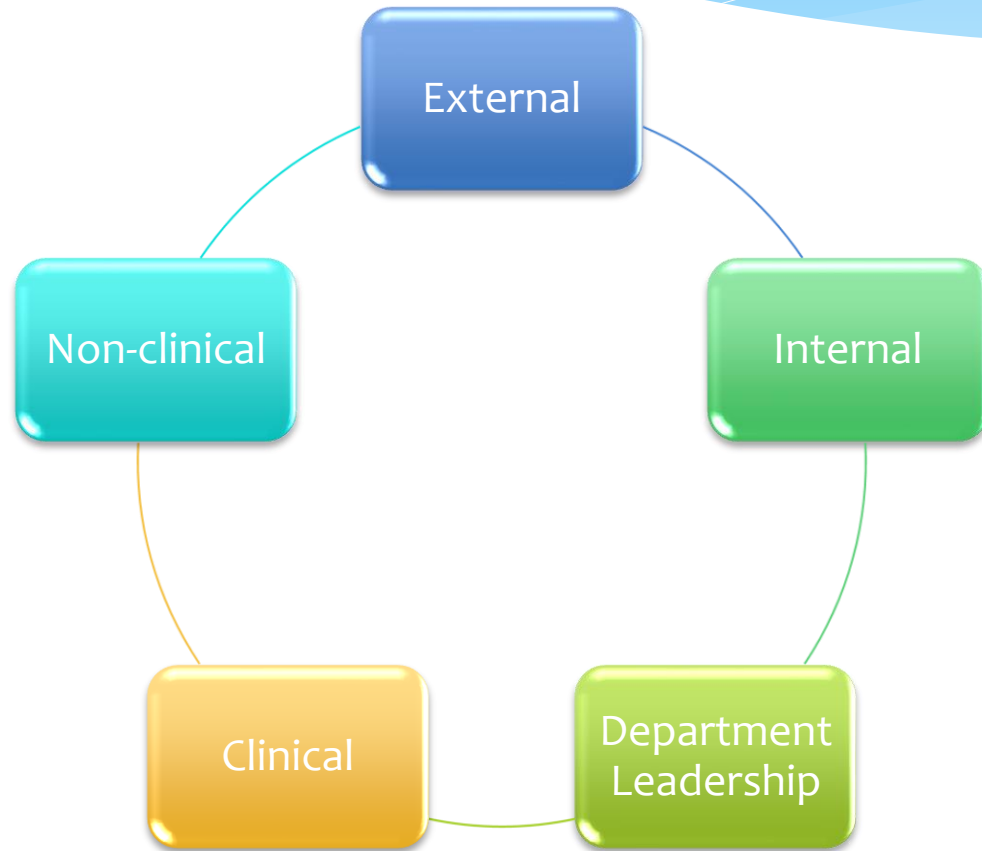 External
Non-clinical
Internal
Clinical
Department
Leadership